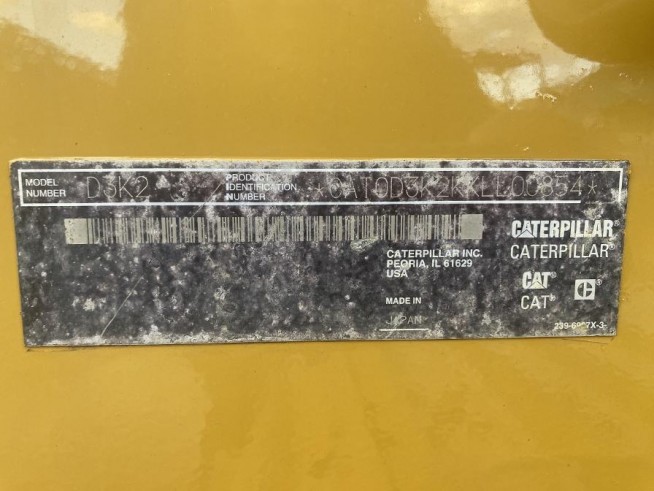 MODEL NUMBER D3K2 PRODUCT IDENTIFICATION NUMBER *CAT0D3K2KKLL00854*
CATERPILLAR INC.
PEORIA, IL 61629
USA
MADE IN
JAPAN
CATERPILLAR
CATERPILLAR®
CAT
CAT®
C